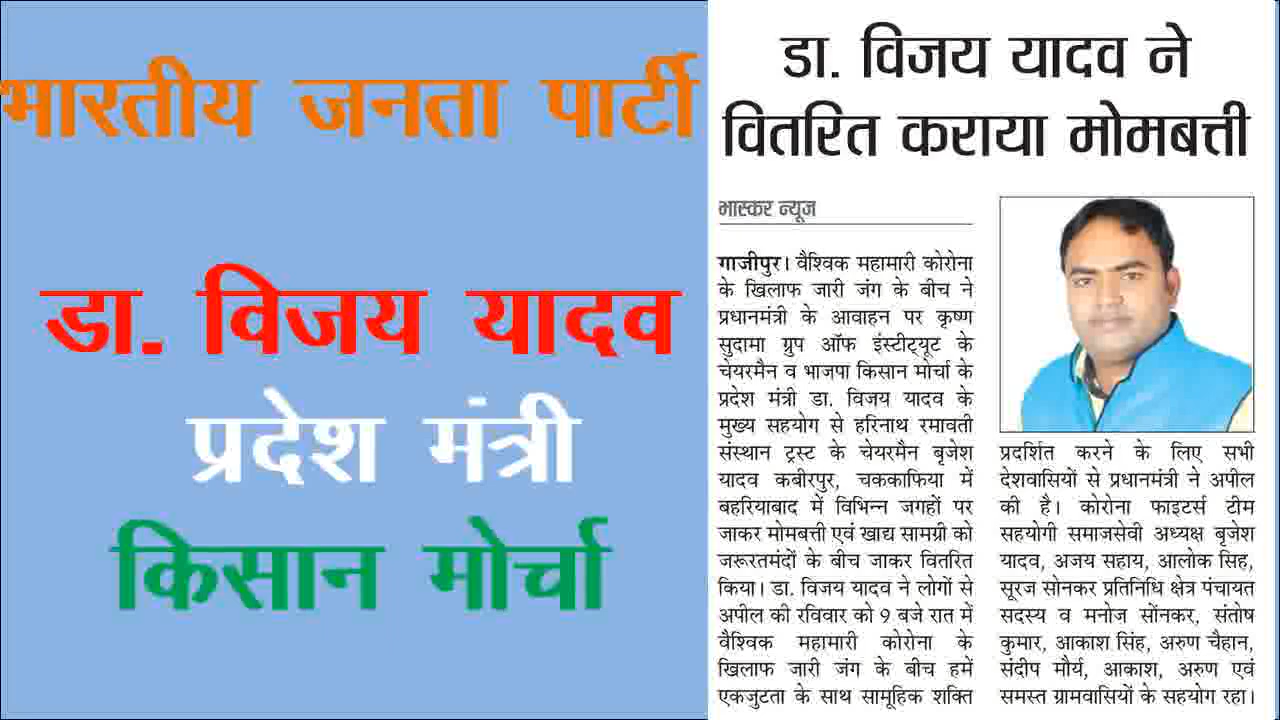 भारतीय जनता पार्टी
डा. विजय यादव
प्रदेश मंत्री
किसान मोर्चा
डा. विजय यादव ने
वितरित कराया मोमबत्ती
भास्कर न्यूज
गाजीपुर। वैश्विक महामारी कोरोना
के खिलाफ जारी जंग के बीच ने
प्रधानमंत्री के आवाहन पर कृष्ण
सुदामा ग्रुप ऑफ इंस्टीट्यूट के
चेयरमैन व भाजपा किसान मोर्चा के
प्रदेश मंत्री डा. विजय यादव के
मुख्य सहयोग से हरिनाथ रमावती
संस्थान ट्रस्ट के चेयरमैन बृजेश
यादव कबीरपुर, चककाफिया में
बहरियाबाद में विभिन्न जगहों पर
जाकर मोमबत्ती एवं खाद्य सामग्री को
जरूरतमंदों के बीच जाकर वितरित
किया। डा. विजय यादव ने लोगों से
अपील की रविवार को 9 बजे रात में
वैश्विक महामारी कोरोना के
खिलाफ जारी जंग के बीच हमें
एकजुटता के साथ सामूहिक शक्ति
प्रदर्शित करने के लिए सभी
देशवासियों से प्रधानमंत्री ने अपील
की है। कोरोना फाइटर्स टीम
सहयोगी समाजसेवी अध्यक्ष बृजेश
यादव, अजय सहाय, आलोक सिह,
सूरज सोनकर प्रतिनिधि क्षेत्र पंचायत
सदस्य व मनोज सोंनकर, संतोष
कुमार, आकाश सिंह, अरुण चैहान,
संदीप मौर्य, आकाश, अरुण एवं
समस्त ग्रामवासियों के सहयोग रहा।